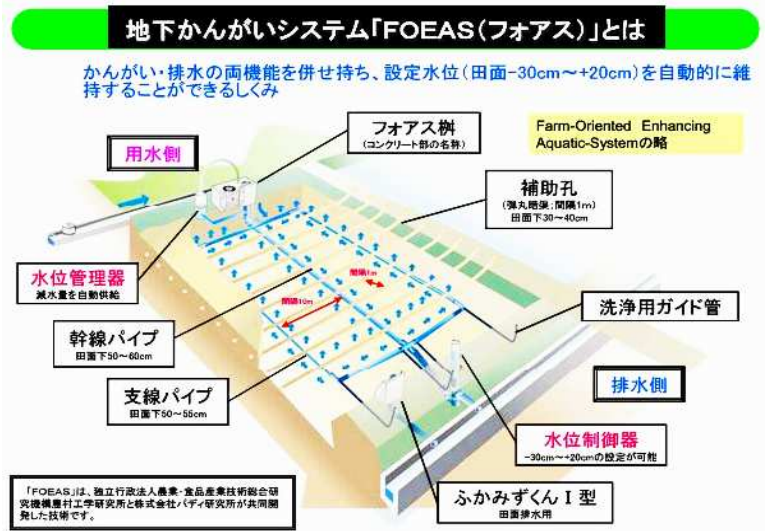 地下かんがいシステム「FOEAS(フォアス)」とは
かんがい・排水の両機能を併せ持ち、設定水位(田面-30cm～+20cm)を自動的に維
持することができるしくみ
フォアス桝
(コンクリート部の名称)
Farm-Oriented Enhancing
Aquatic-Systemの略
用水側
補助孔
(弾丸暗渠;間隔1m)
田面下30～40cm
水位管理器
減水量を自動供給
間隔1m
間隔10m
洗浄用ガイド管
幹線パイプ
田面下50～60cm
支線パイプ
田面下50～55cm
排水側
水位制御器
-30cm～+20cmの設定が可能
ふかみずくんⅠ型
田面排水用
「FOEAS」は、独立行政法人農業・食品産業技術総合研
究機構農村工学研究所と株式会社パディ研究所が共同開
発した技術です。